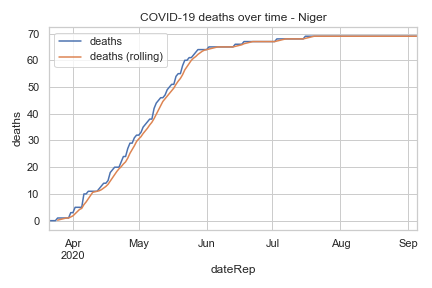 COVID-19 deaths over time - Niger
deaths
deaths (rolling)
70
60
50
40
30
20
10
0
deaths
Apr
2020
May
Jun
Jul
Aug
Sep
dateRep